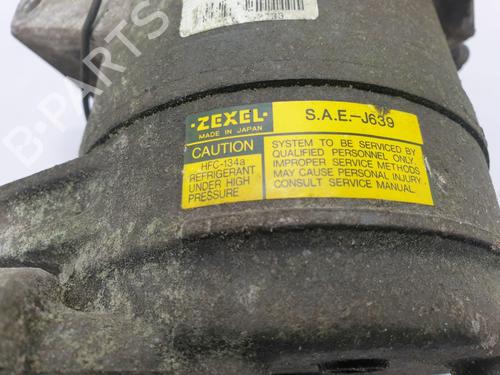 ·ZEXEL·
MADE IN JAPAN
S.A.E.-J639
CAUTION
HFC-134a
REFRIGERANT
UNDER HIGH
PRESSURE
SYSTEM TO BE SERVICED BY
QUALIFIED PERSONNEL ONLY.
IMPROPER SERVICE METHODS
MAY CAUSE PERSONAL INJURY.
CONSULT SERVICE MANUAL.
B-PARTS